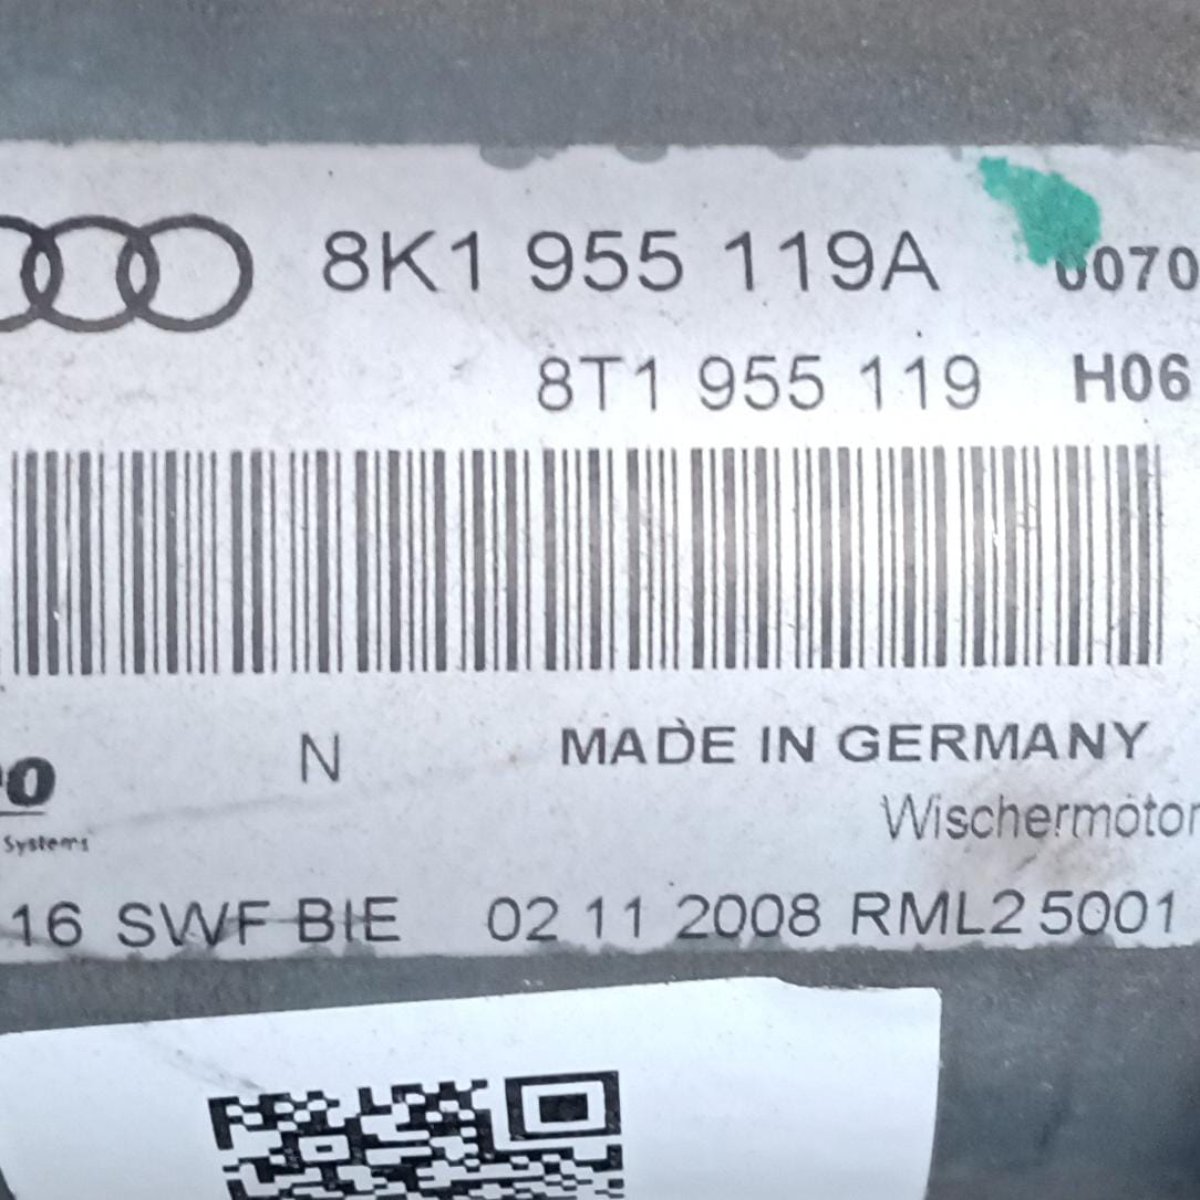 8K1 955 119A 0070
8T1 955 119 H06
N MADE IN GERMANY
Wischermotor
Systems
16 SWF BIE 02 11 2008 RML2 5001